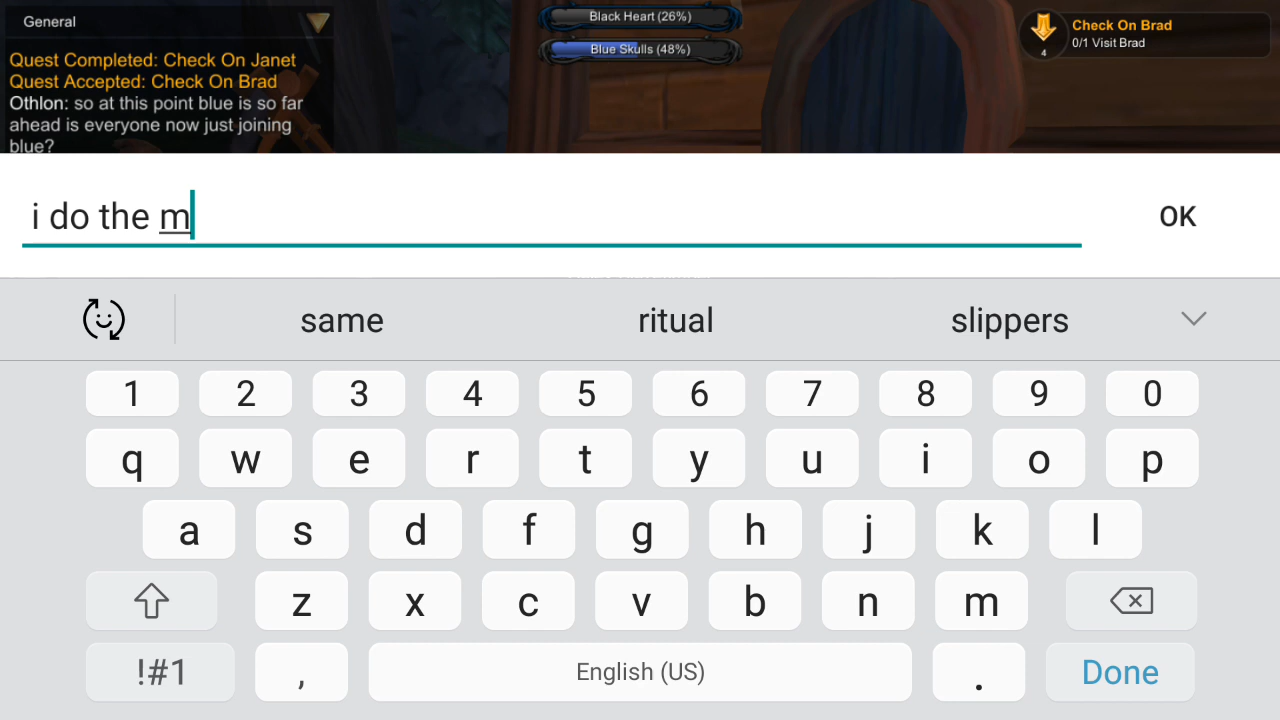 General
Black Heart (26%)
Blue Skulls (48%)
Check On Brad
0/1 Visit Brad
4
Quest Completed: Check On Janet
Quest Accepted: Check On Brad
Othlon: so at this point blue is so far
ahead is everyone now just joining
blue?
i do the m
OK
same ritual slippers
1 2 3 4 5 6 7 8 9 0
q w e r t y u i o p
a s d f g h j k l
z x c v b n m
!#1 , English (US) . Done